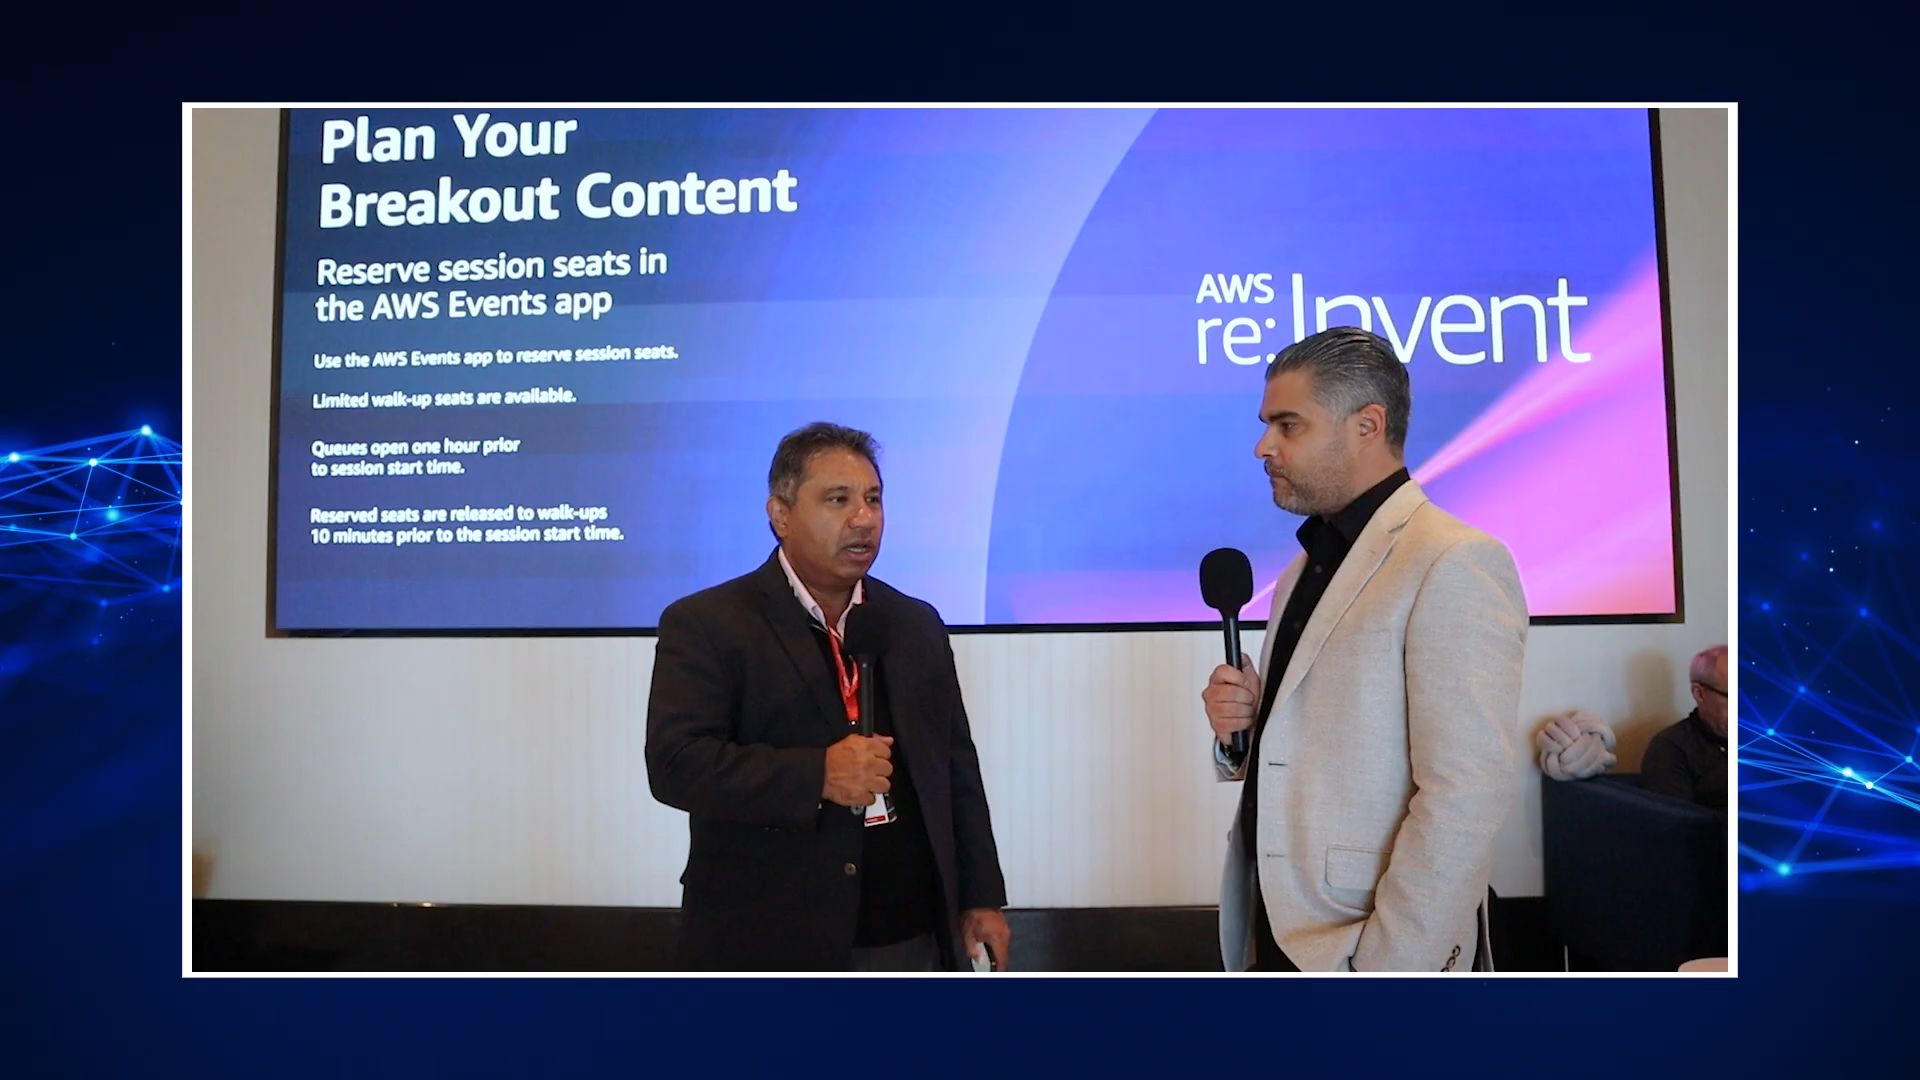 Plan Your
Breakout Content
Reserve session seats in
the AWS Events app
Use the AWS Events app to reserve session seats.
Limited walk-up seats are available.
Queues open one hour prior
to session start time.
Reserved seats are released to walk-ups
10 minutes prior to the session start time.
AWS
re:Invent